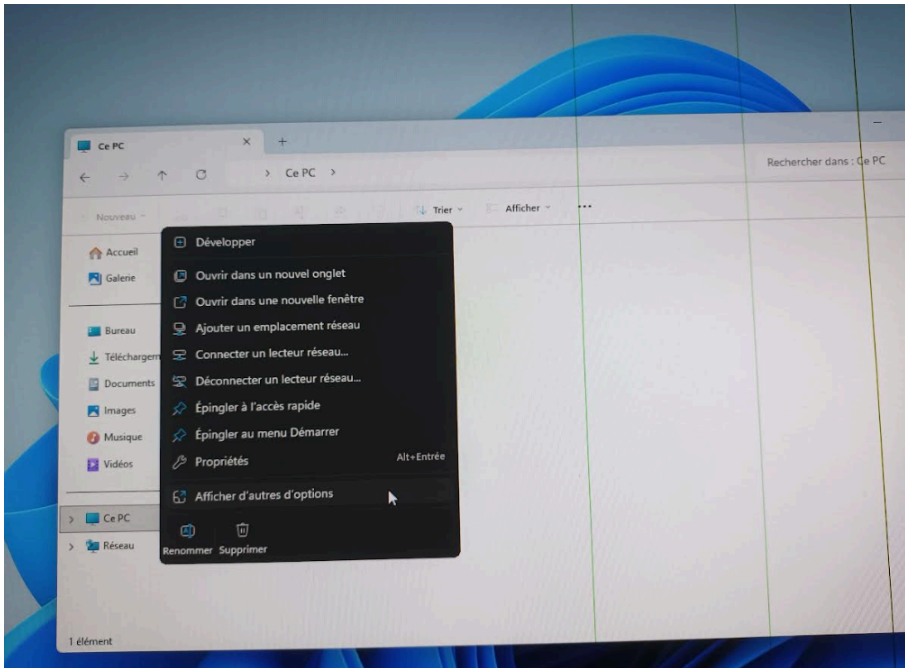 Ce PC
Ce PC
Rechercher dans : Ce PC
Nouveau
Trier
Afficher
Accueil
Galerie
Bureau
Téléchargem
Documents
Images
Musique
Vidéos
Ce PC
Réseau
Développer
Ouvrir dans un nouvel onglet
Ouvrir dans une nouvelle fenêtre
Ajouter un emplacement réseau
Connecter un lecteur réseau...
Déconnecter un lecteur réseau...
Épingler à l'accès rapide
Épingler au menu Démarrer
Propriétés Alt+Entrée
Afficher d'autres d'options
Renommer Supprimer
1 élément